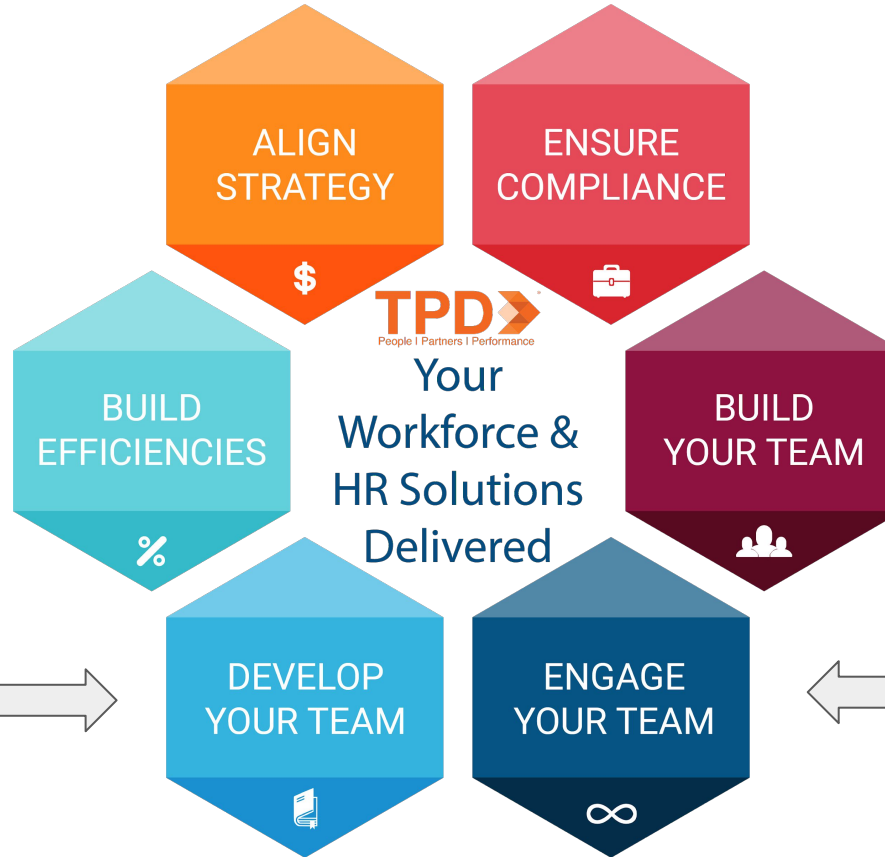 ALIGN
STRATEGY
$
ENSURE
COMPLIANCE
TPD
People I Partners I Performance
Your
Workforce &
HR Solutions
Delivered
BUILD
EFFICIENCIES
%
BUILD
YOUR TEAM
DEVELOP
YOUR TEAM
ENGAGE
YOUR TEAM
∞